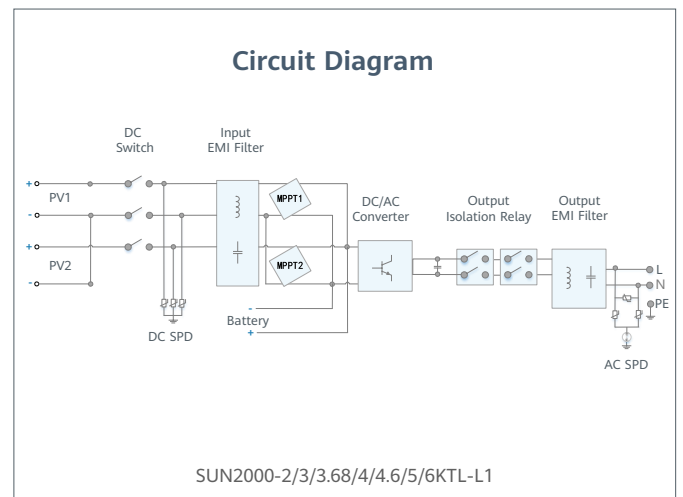 Circuit Diagram
DC
Switch
Input
EMI Filter
+
PV1
-
+
PV2
-
MPPT1
MPPT2
DC/AC
Converter
Output
Isolation Relay
Output
EMI Filter
L
N
PE
-
Battery
+
DC SPD
AC SPD
SUN2000-2/3/3.68/4/4.6/5/6KTL-L1